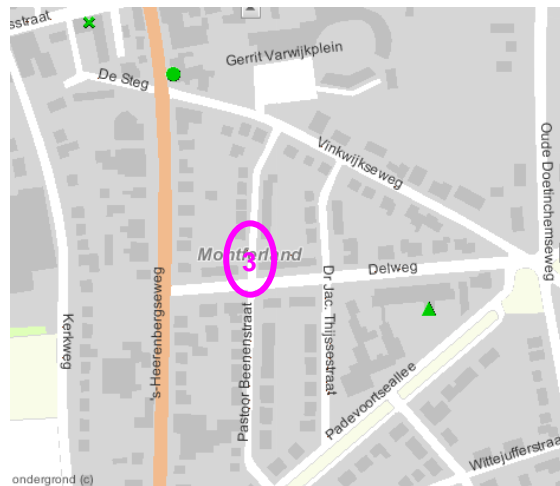 sstraat
De Steg
Gerrit Varwijkplein
Vinkwijkseweg
Oude Doetinchemseweg
Montferland
3
Delweg
Kerkweg
's-Heerenbergseweg
Pastoor Beenenstraat
Dr Jac. Thijssestraat
Padevoortseallee
Wittejufferstraa
ondergrond (c)